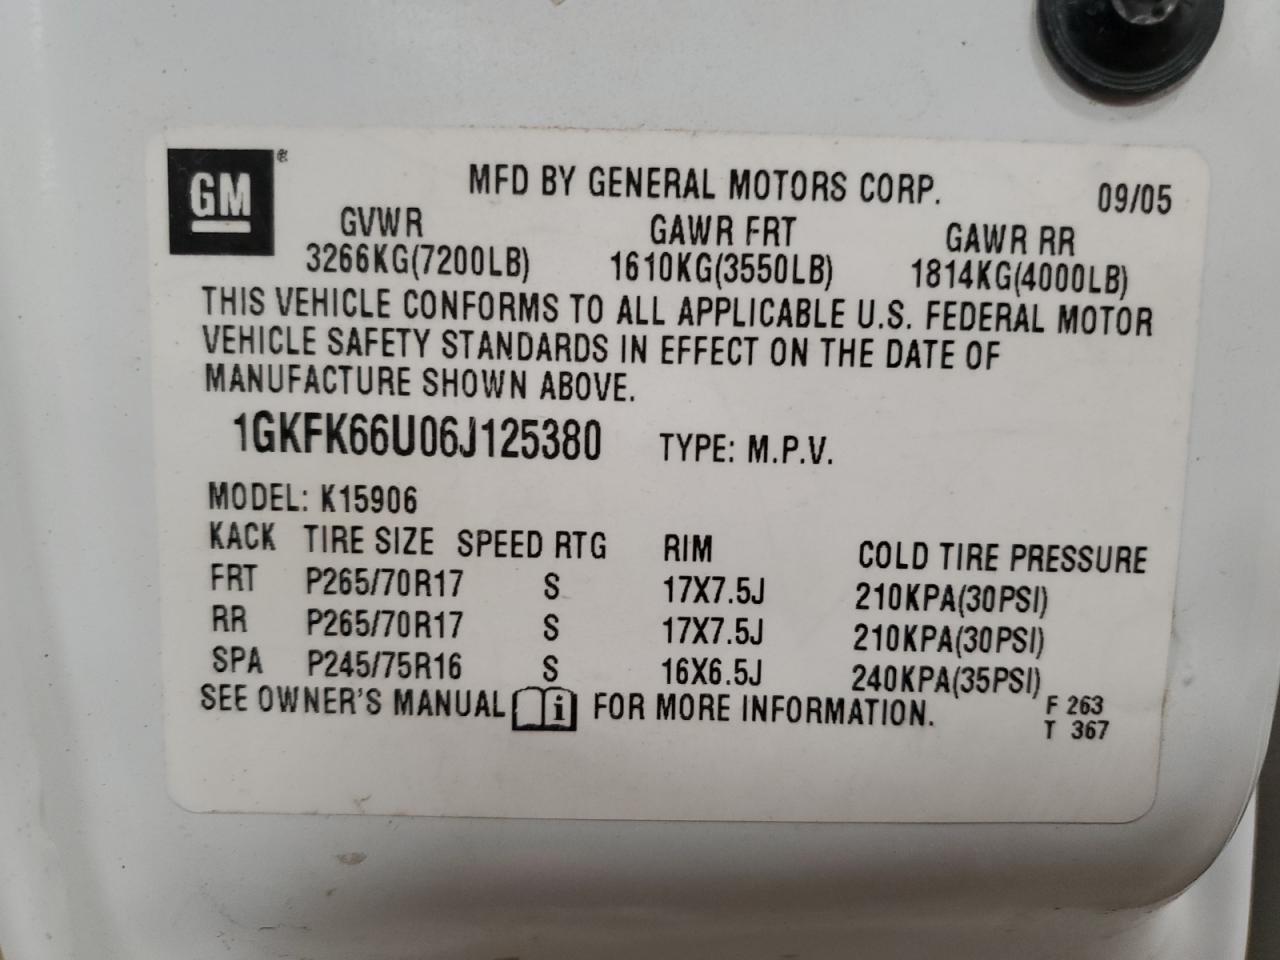 GM ®
MFD BY GENERAL MOTORS CORP. 09/05
GVWR GAWR FRT GAWR RR
3266KG(7200LB) 1610KG(3550LB) 1814KG(4000LB)
THIS VEHICLE CONFORMS TO ALL APPLICABLE U.S. FEDERAL MOTOR
VEHICLE SAFETY STANDARDS IN EFFECT ON THE DATE OF
MANUFACTURE SHOWN ABOVE.
1GKFK66U06J125380 TYPE: M.P.V.
MODEL: K15906
KACK TIRE SIZE SPEED RTG RIM COLD TIRE PRESSURE
FRT P265/70R17 S 17X7.5J 210KPA(30PSI)
RR P265/70R17 S 17X7.5J 210KPA(30PSI)
SPA P245/75R16 S 16X6.5J 240KPA(35PSI)
SEE OWNER'S MANUAL i FOR MORE INFORMATION. F 263
T 367